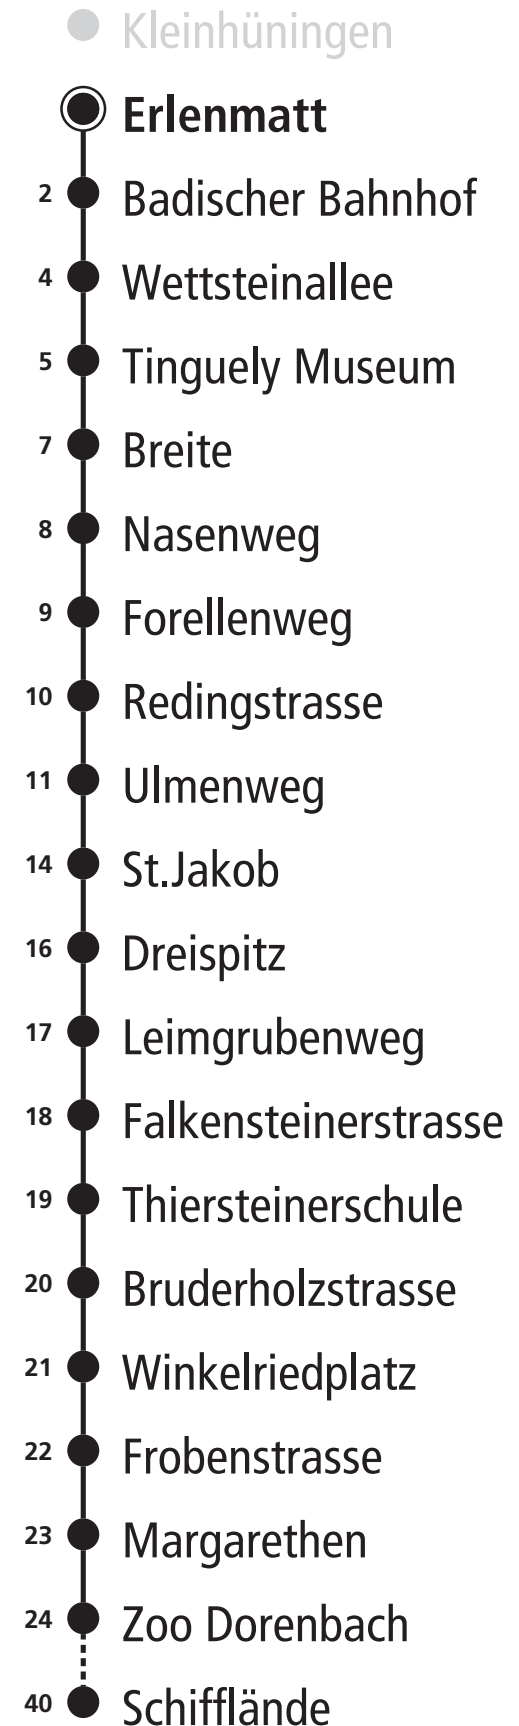 Kleinhüningen
Erlenmatt
2 Badischer Bahnhof
4 Wettsteinallee
5 Tinguely Museum
7 Breite
8 Nasenweg
9 Forellenweg
10 Redingstrasse
11 Ulmenweg
14 St.Jakob
16 Dreispitz
17 Leimgrubenweg
18 Falkensteinerstrasse
19 Thiersteinerschule
20 Bruderholzstrasse
21 Winkelriedplatz
22 Frobenstrasse
23 Margarethen
24 Zoo Dorenbach
40 Schifflände